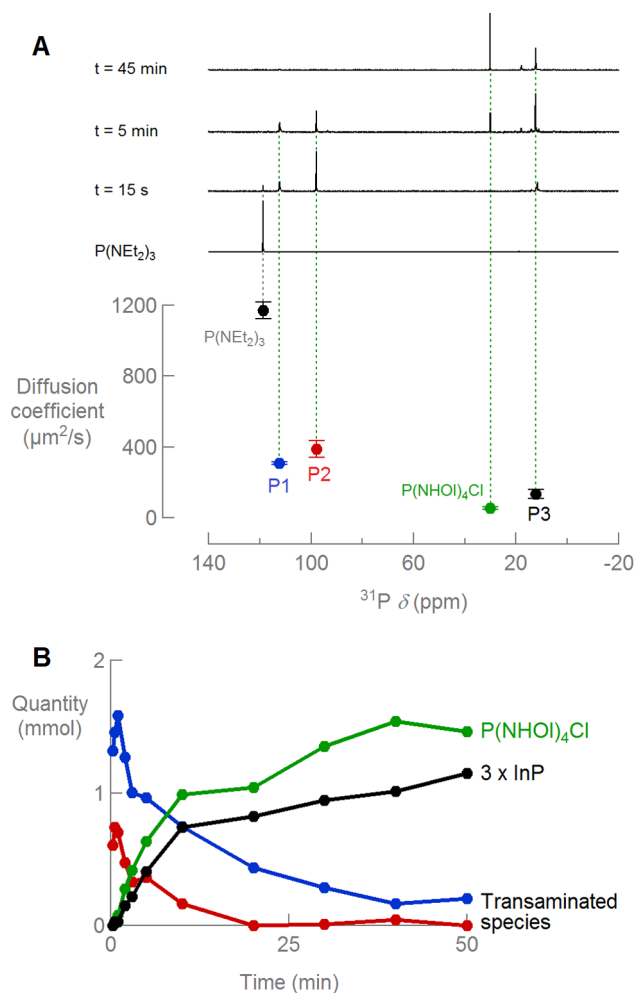 A
t = 45 min
t = 5 min
t = 15 s
P(NEt₂)₃
1200
P(NEt₂)₃
800
Diffusion
coefficient
(µm²/s)
400
P1
P2
P(NHOl)₄Cl
P3
0
140
100
60
20
-20
³¹P δ (ppm)
B
2
Quantity
(mmol)
P(NHOl)₄Cl
3 x InP
1
Transaminated
species
0
0
25
50
Time (min)